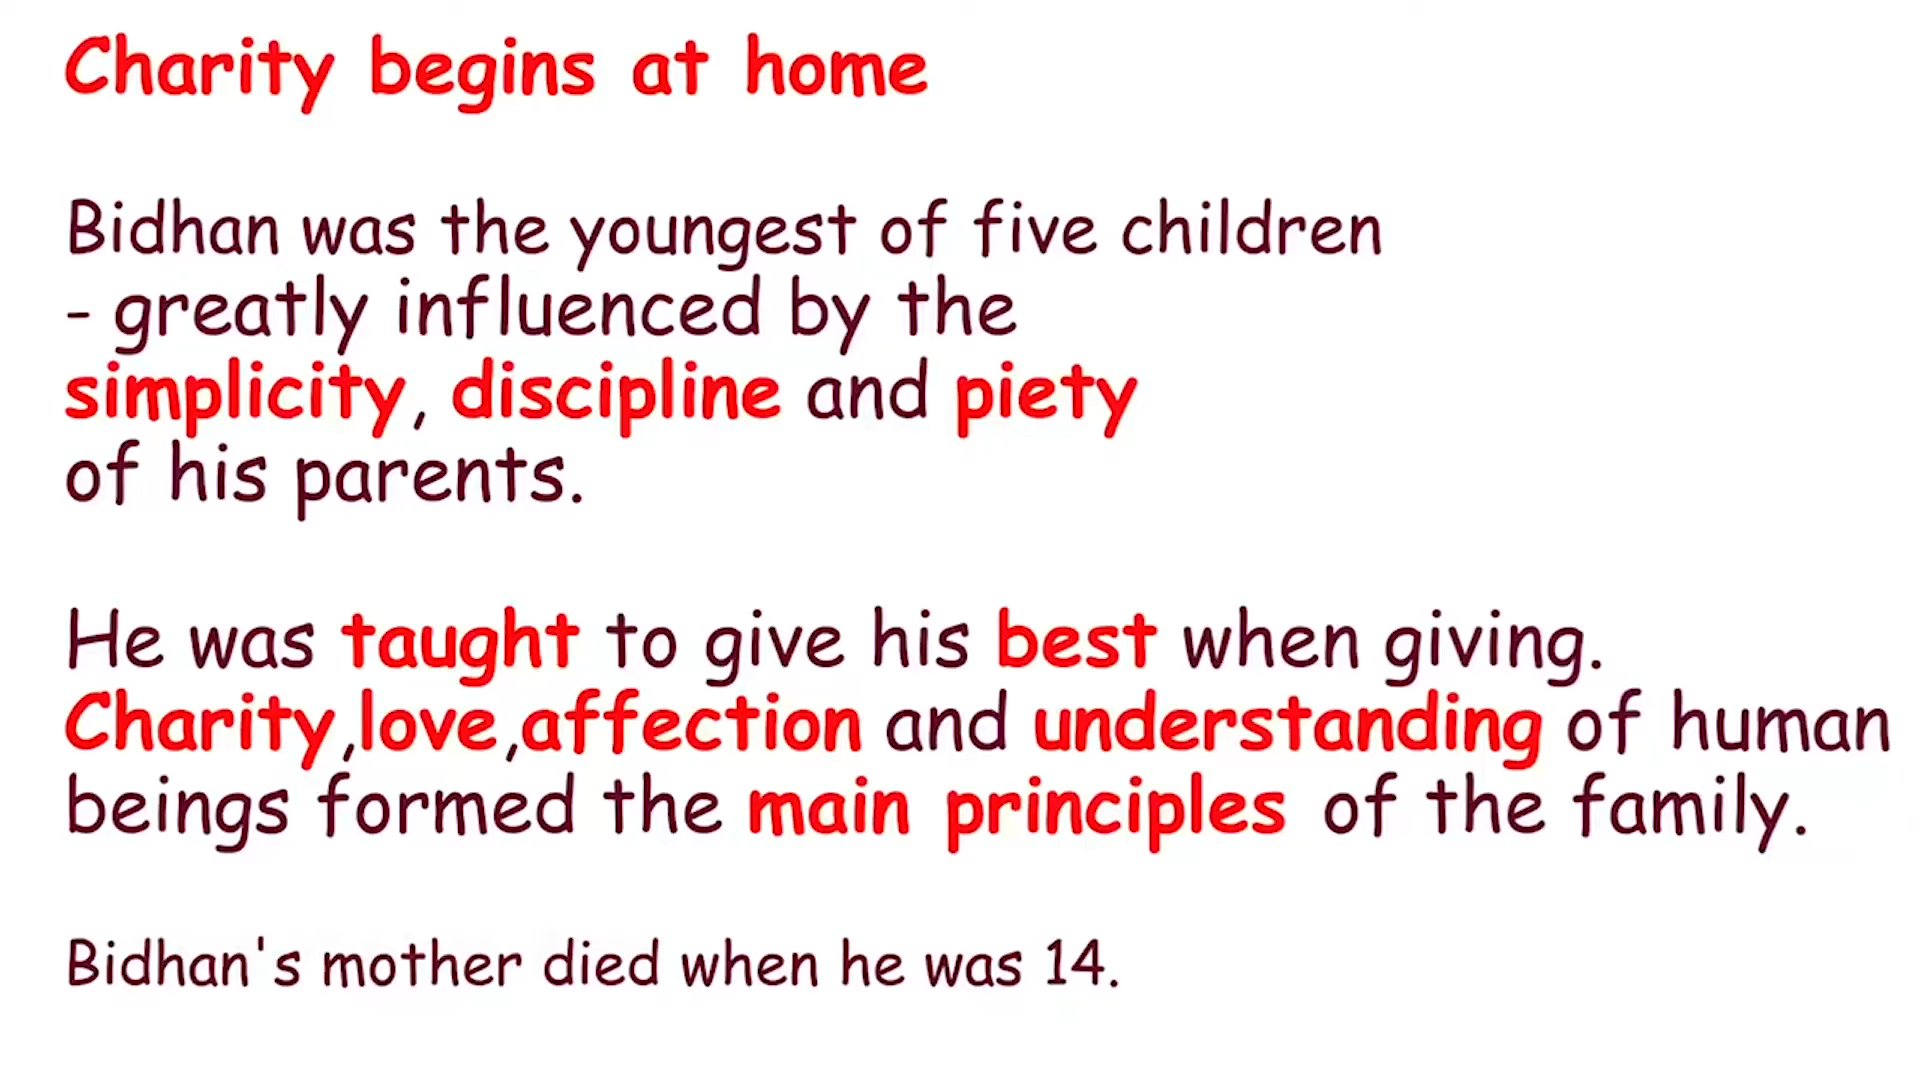 Charity begins at home
Bidhan was the youngest of five children
- greatly influenced by the
simplicity, discipline and piety
of his parents.
He was taught to give his best when giving.
Charity,love,affection and understanding of human
beings formed the main principles of the family.
Bidhan's mother died when he was 14.